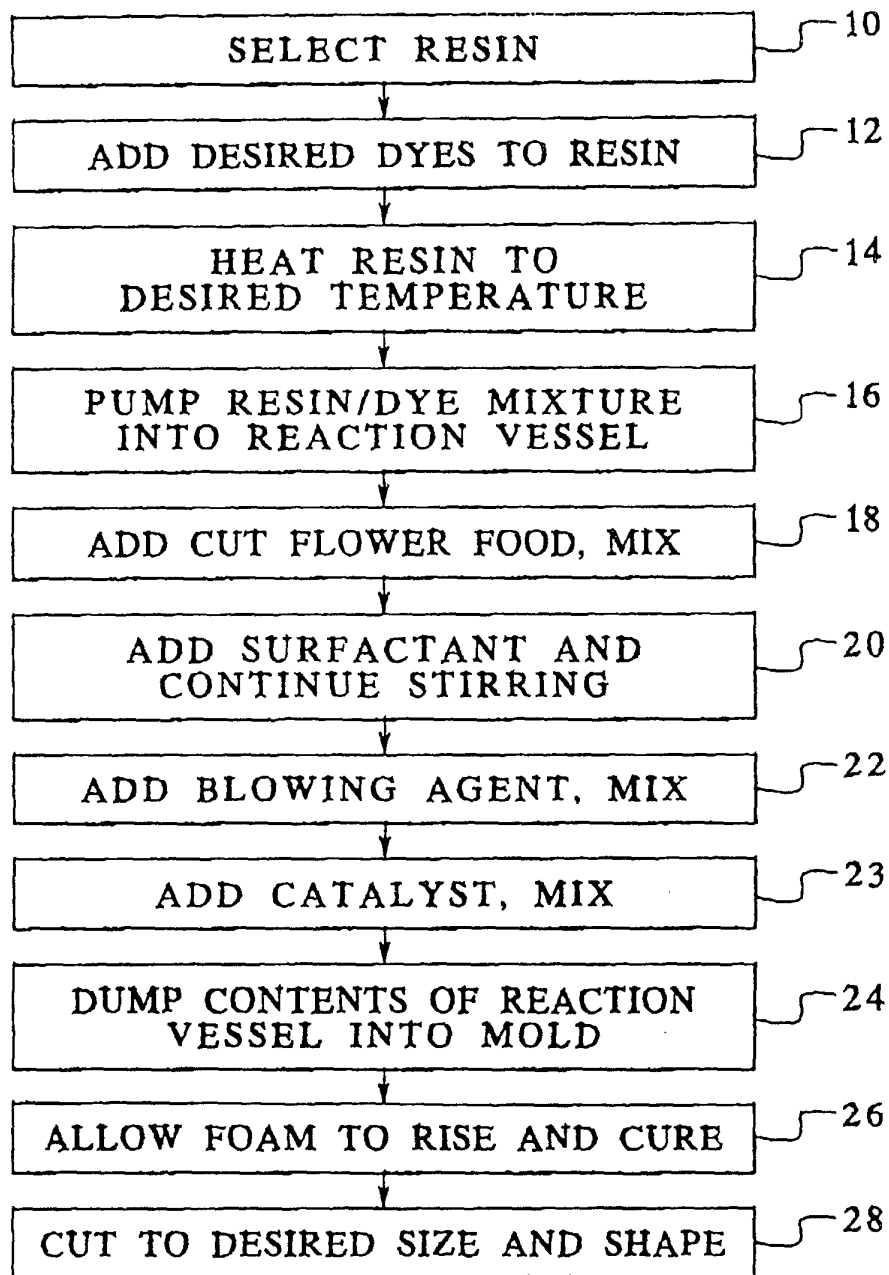 SELECT RESIN
10
ADD DESIRED DYES TO RESIN
12
HEAT RESIN TO
DESIRED TEMPERATURE
14
PUMP RESIN/DYE MIXTURE
INTO REACTION VESSEL
16
ADD CUT FLOWER FOOD, MIX
18
ADD SURFACTANT AND
CONTINUE STIRRING
20
ADD BLOWING AGENT, MIX
22
ADD CATALYST, MIX
23
DUMP CONTENTS OF REACTION
VESSEL INTO MOLD
24
ALLOW FOAM TO RISE AND CURE
26
CUT TO DESIRED SIZE AND SHAPE
28